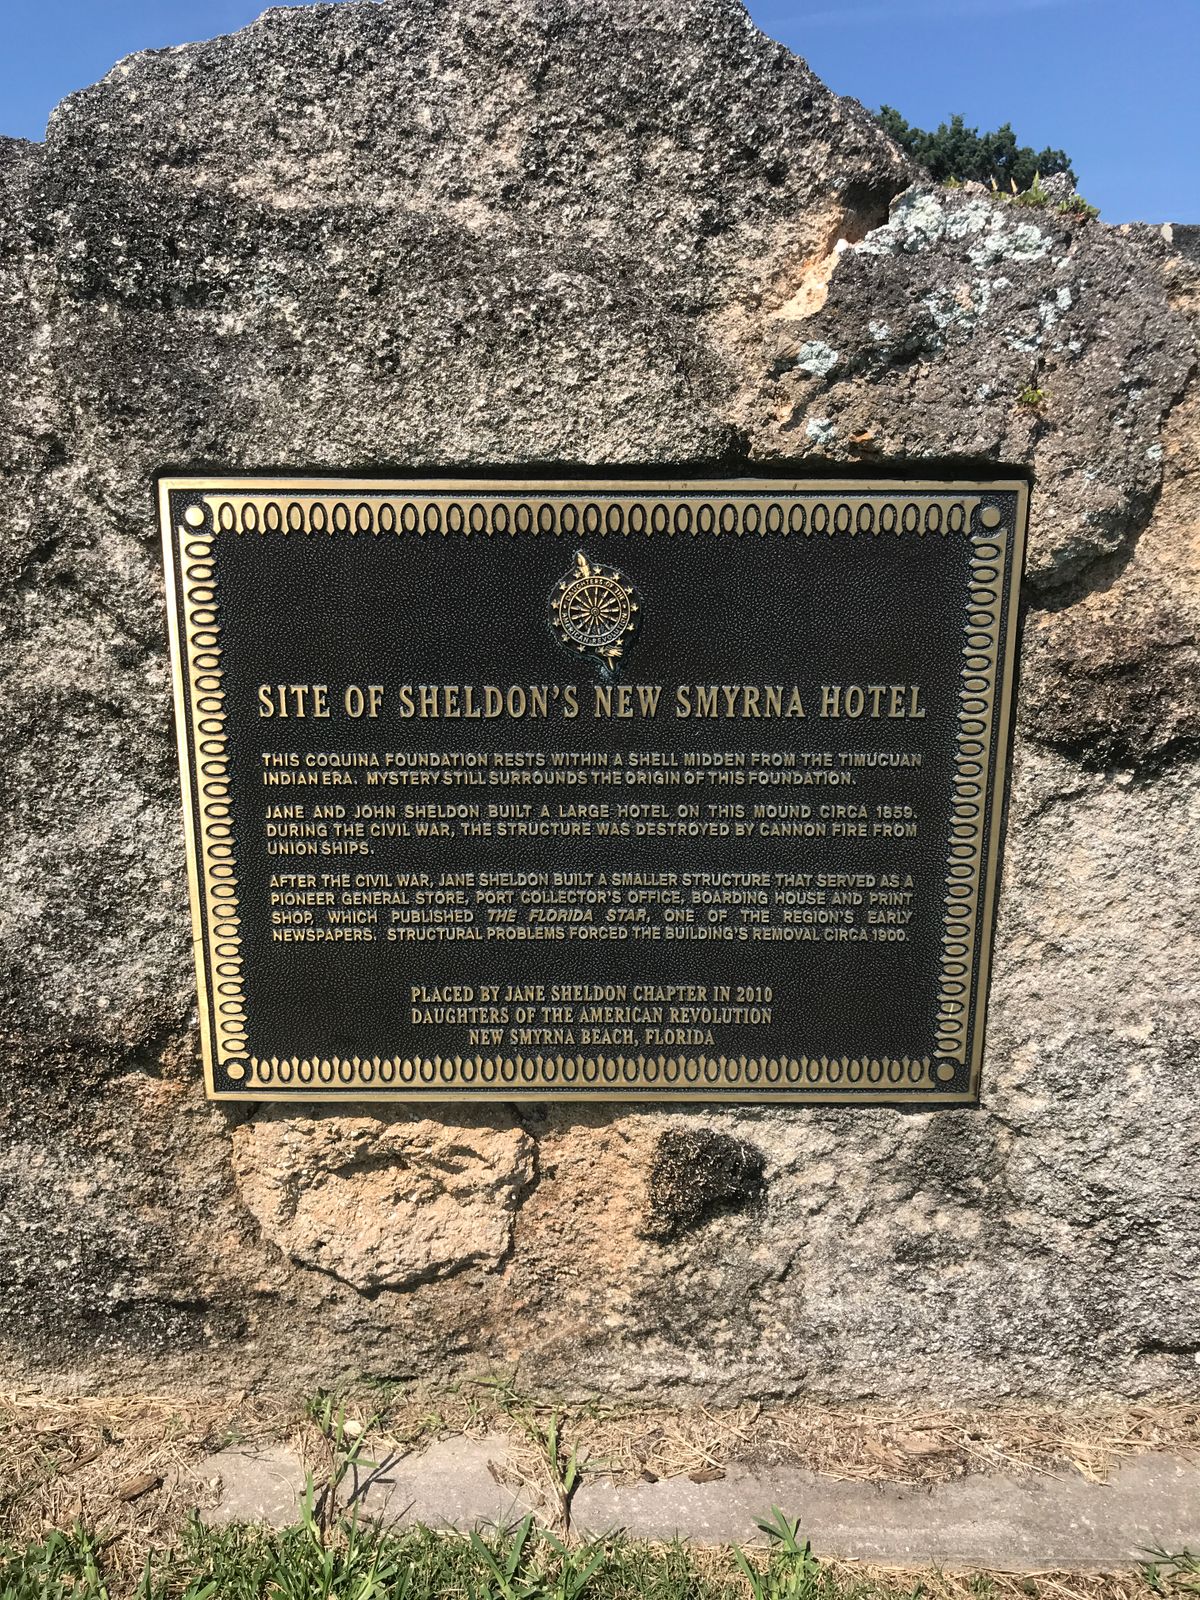 DAUGHTERS OF THE
AMERICAN REVOLUTION
SITE OF SHELDON'S NEW SMYRNA HOTEL
THIS COQUINA FOUNDATION RESTS WITHIN A SHELL MIDDEN FROM THE TIMUCUAN
INDIAN ERA. MYSTERY STILL SURROUNDS THE ORIGIN OF THIS FOUNDATION.
JANE AND JOHN SHELDON BUILT A LARGE HOTEL ON THIS MOUND CIRCA 1859.
DURING THE CIVIL WAR, THE STRUCTURE WAS DESTROYED BY CANNON FIRE FROM
UNION SHIPS.
AFTER THE CIVIL WAR, JANE SHELDON BUILT A SMALLER STRUCTURE THAT SERVED AS A
PIONEER GENERAL STORE, PORT COLLECTOR'S OFFICE, BOARDING HOUSE AND PRINT
SHOP, WHICH PUBLISHED THE FLORIDA STAR, ONE OF THE REGION'S EARLY
NEWSPAPERS. STRUCTURAL PROBLEMS FORCED THE BUILDING'S REMOVAL CIRCA 1900.
PLACED BY JANE SHELDON CHAPTER IN 2010
DAUGHTERS OF THE AMERICAN REVOLUTION
NEW SMYRNA BEACH, FLORIDA